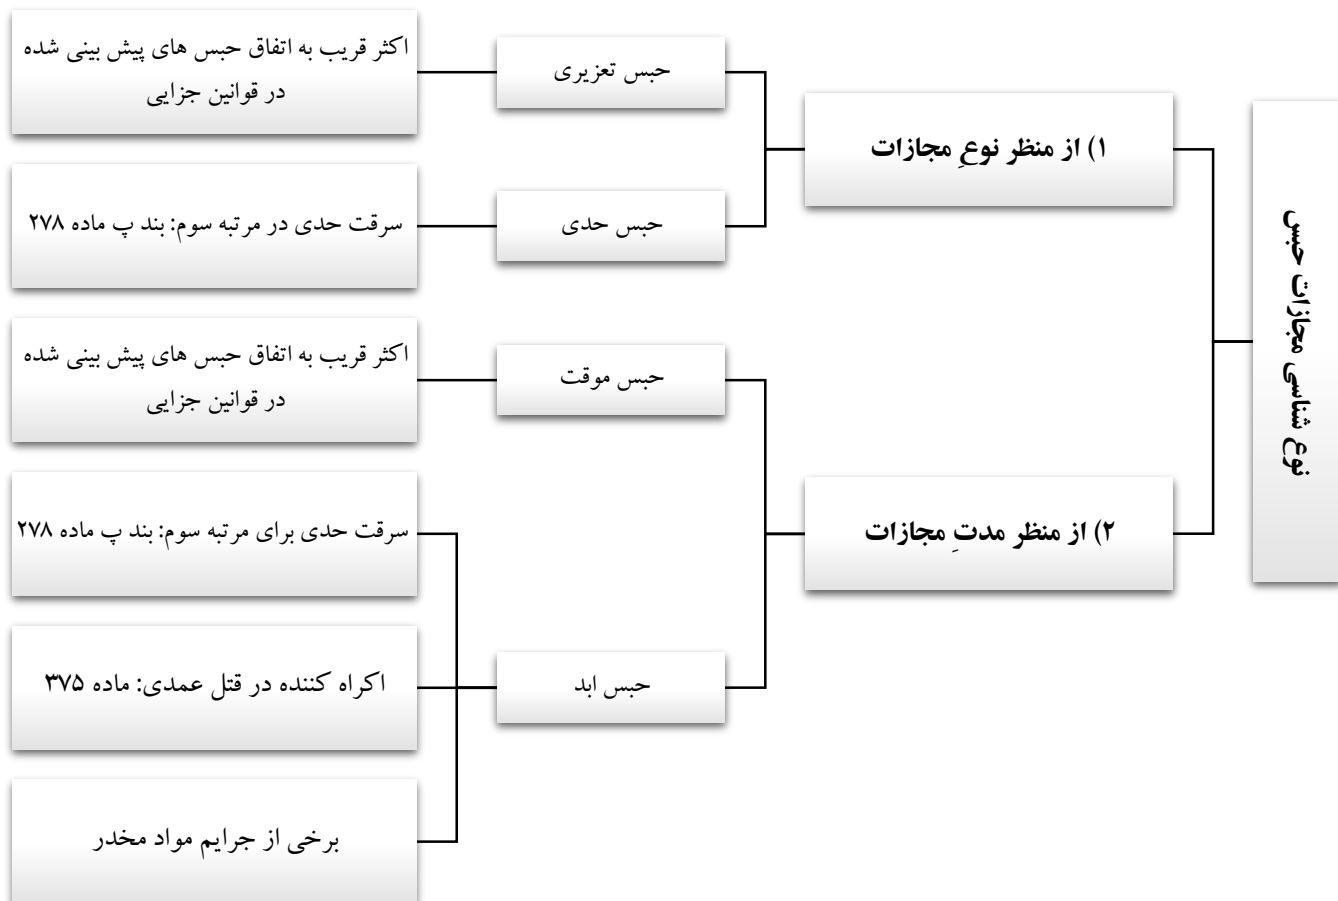 نوع شناسی مجازات حبس
۱) از منظر نوعِ مجازات
حبس تعزیری
اکثر قریب به اتفاق حبس های پیش بینی شده
در قوانین جزایی
حبس حدی
سرقت حدی در مرتبه سوم: بند پ ماده ۲۷۸
۲) از منظر مدتِ مجازات
حبس موقت
اکثر قریب به اتفاق حبس های پیش بینی شده
در قوانین جزایی
حبس ابد
سرقت حدی برای مرتبه سوم: بند پ ماده ۲۷۸
اکراه کننده در قتل عمدی: ماده ۳۷۵
برخی از جرایم مواد مخدر